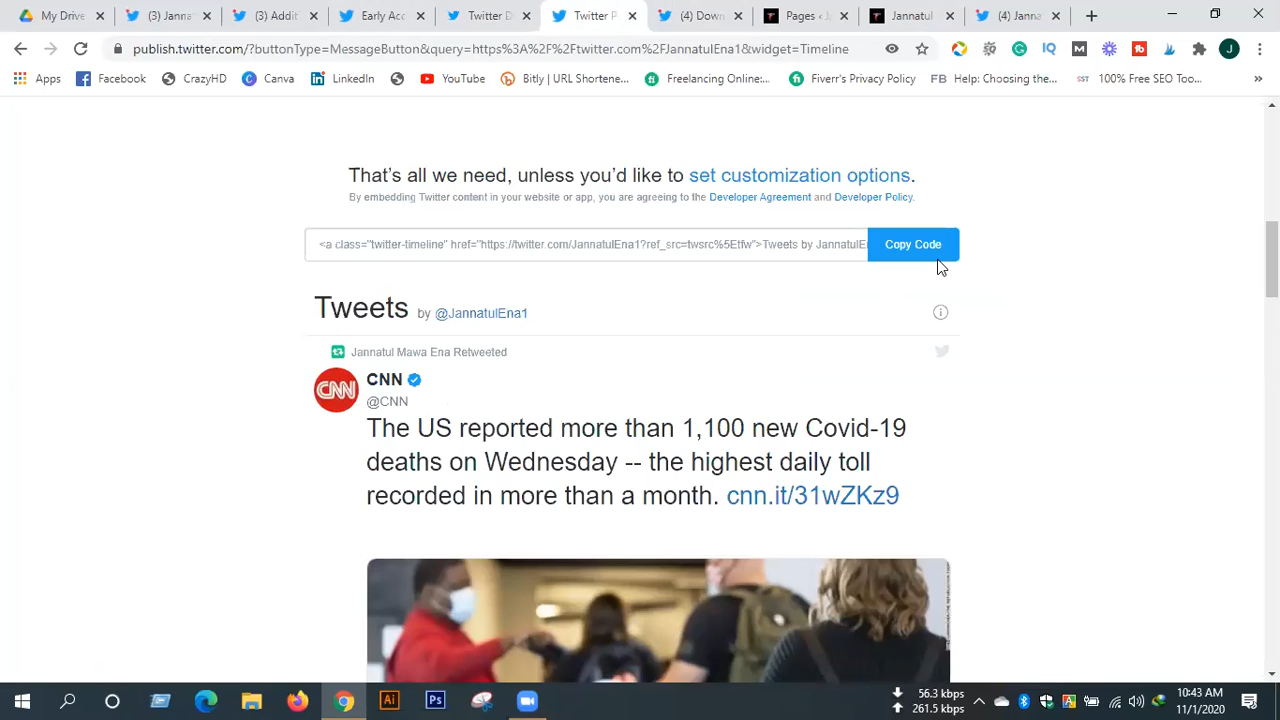 My Drive
(3) Jannat
(3) Addit
Early Acc
Twitter D
Twitter P
(4) Down
Pages ‹ J
Jannatul
(4) Janna
publish.twitter.com/?buttonType=MessageButton&query=https%3A%2F%2Ftwitter.com%2FJannatulEna1&widget=Timeline
Apps
Facebook
CrazyHD
Canva
LinkedIn
YouTube
Bitly | URL Shortene...
Freelancing Online:...
Fiverr's Privacy Policy
FB Help: Choosing the...
100% Free SEO Too...
That's all we need, unless you'd like to set customization options.
By embedding Twitter content in your website or app, you are agreeing to the Developer Agreement and Developer Policy.
<a class="twitter-timeline" href="https://twitter.com/JannatulEna1?ref_src=twsrc%5Etfw">Tweets by JannatulE
Copy Code
Tweets by @JannatulEna1
Jannatul Mawa Ena Retweeted
CNN
CNN
@CNN
The US reported more than 1,100 new Covid-19
deaths on Wednesday -- the highest daily toll
recorded in more than a month. cnn.it/31wZKz9
56.3 kbps
261.5 kbps
10:43 AM
11/1/2020